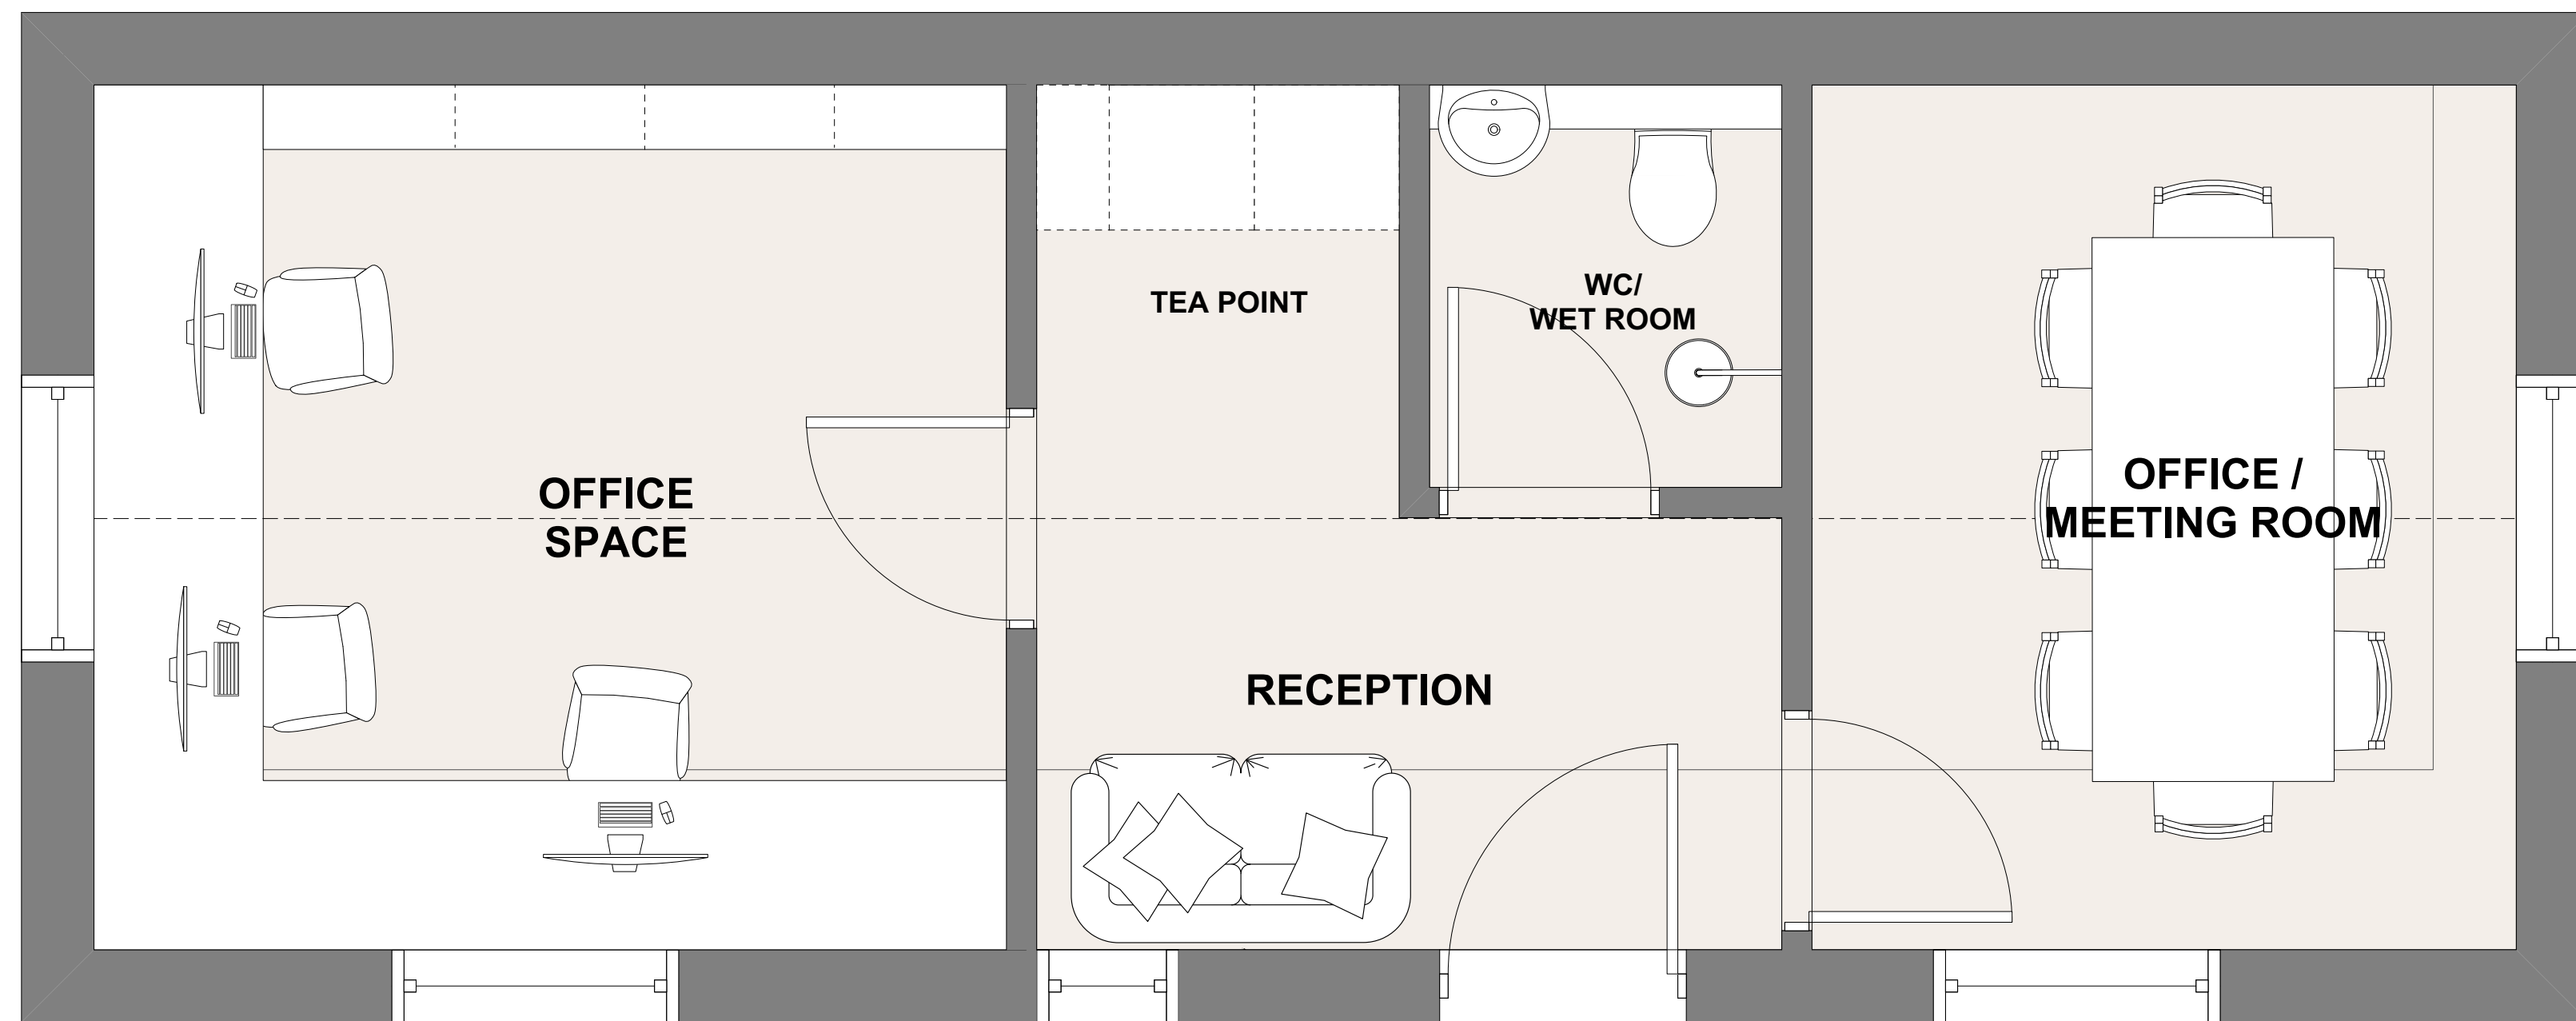 TEA POINT
WC/
WET ROOM
OFFICE
SPACE
OFFICE /
MEETING ROOM
RECEPTION